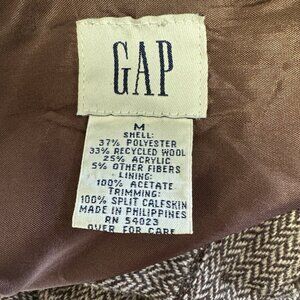 GAP
M
SHELL:
37% POLYESTER
33% RECYCLED WOOL
25% ACRYLIC
5% OTHER FIBERS
LINING:
100% ACETATE
TRIMMING:
100% SPLIT CALFSKIN
MADE IN PHILIPPINES
RN 54023
OVER FOR CARE